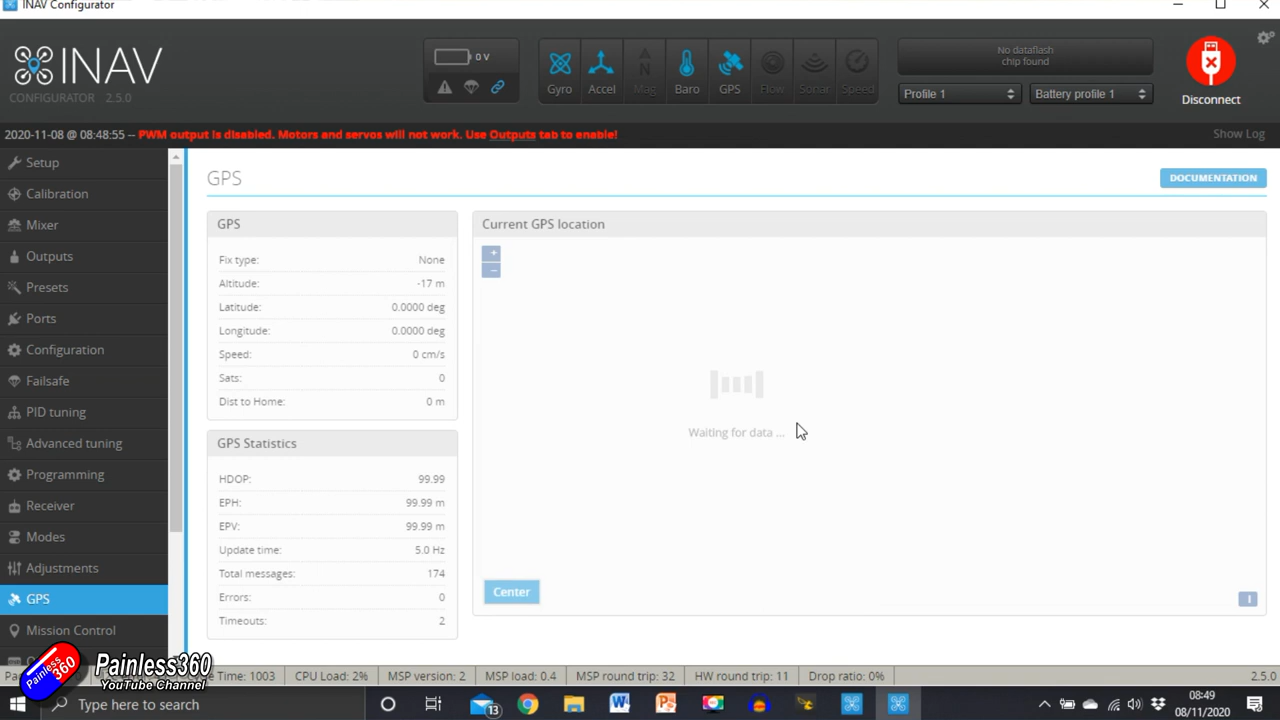 INAV Configurator
INAV
CONFIGURATOR 2.5.0
0 V
Gyro
Accel
N
Mag
Baro
GPS
Flow
Sonar
Speed
No dataflash
chip found
Profile 1
Battery profile 1
Disconnect
2020-11-08 @ 08:48:55 -- PWM output is disabled. Motors and servos will not work. Use Outputs tab to enable!
Show Log
Setup
Calibration
Mixer
Outputs
Presets
Ports
Configuration
Failsafe
PID tuning
Advanced tuning
Programming
Receiver
Modes
Adjustments
GPS
Mission Control
GPS
DOCUMENTATION
GPS
Fix type: None
Altitude: -17 m
Latitude: 0.0000 deg
Longitude: 0.0000 deg
Speed: 0 cm/s
Sats: 0
Dist to Home: 0 m
GPS Statistics
HDOP: 99.99
EPH: 99.99 m
EPV: 99.99 m
Update time: 5.0 Hz
Total messages: 174
Errors: 0
Timeouts: 2
Current GPS location
+
−
Waiting for data ...
Center
I
Painless360
Painless360
YouTube Channel
Time: 1003
CPU Load: 2%
MSP version: 2
MSP load: 0.4
MSP round trip: 32
HW round trip: 11
Drop ratio: 0%
2.5.0
Type here to search
13
08:49
08/11/2020